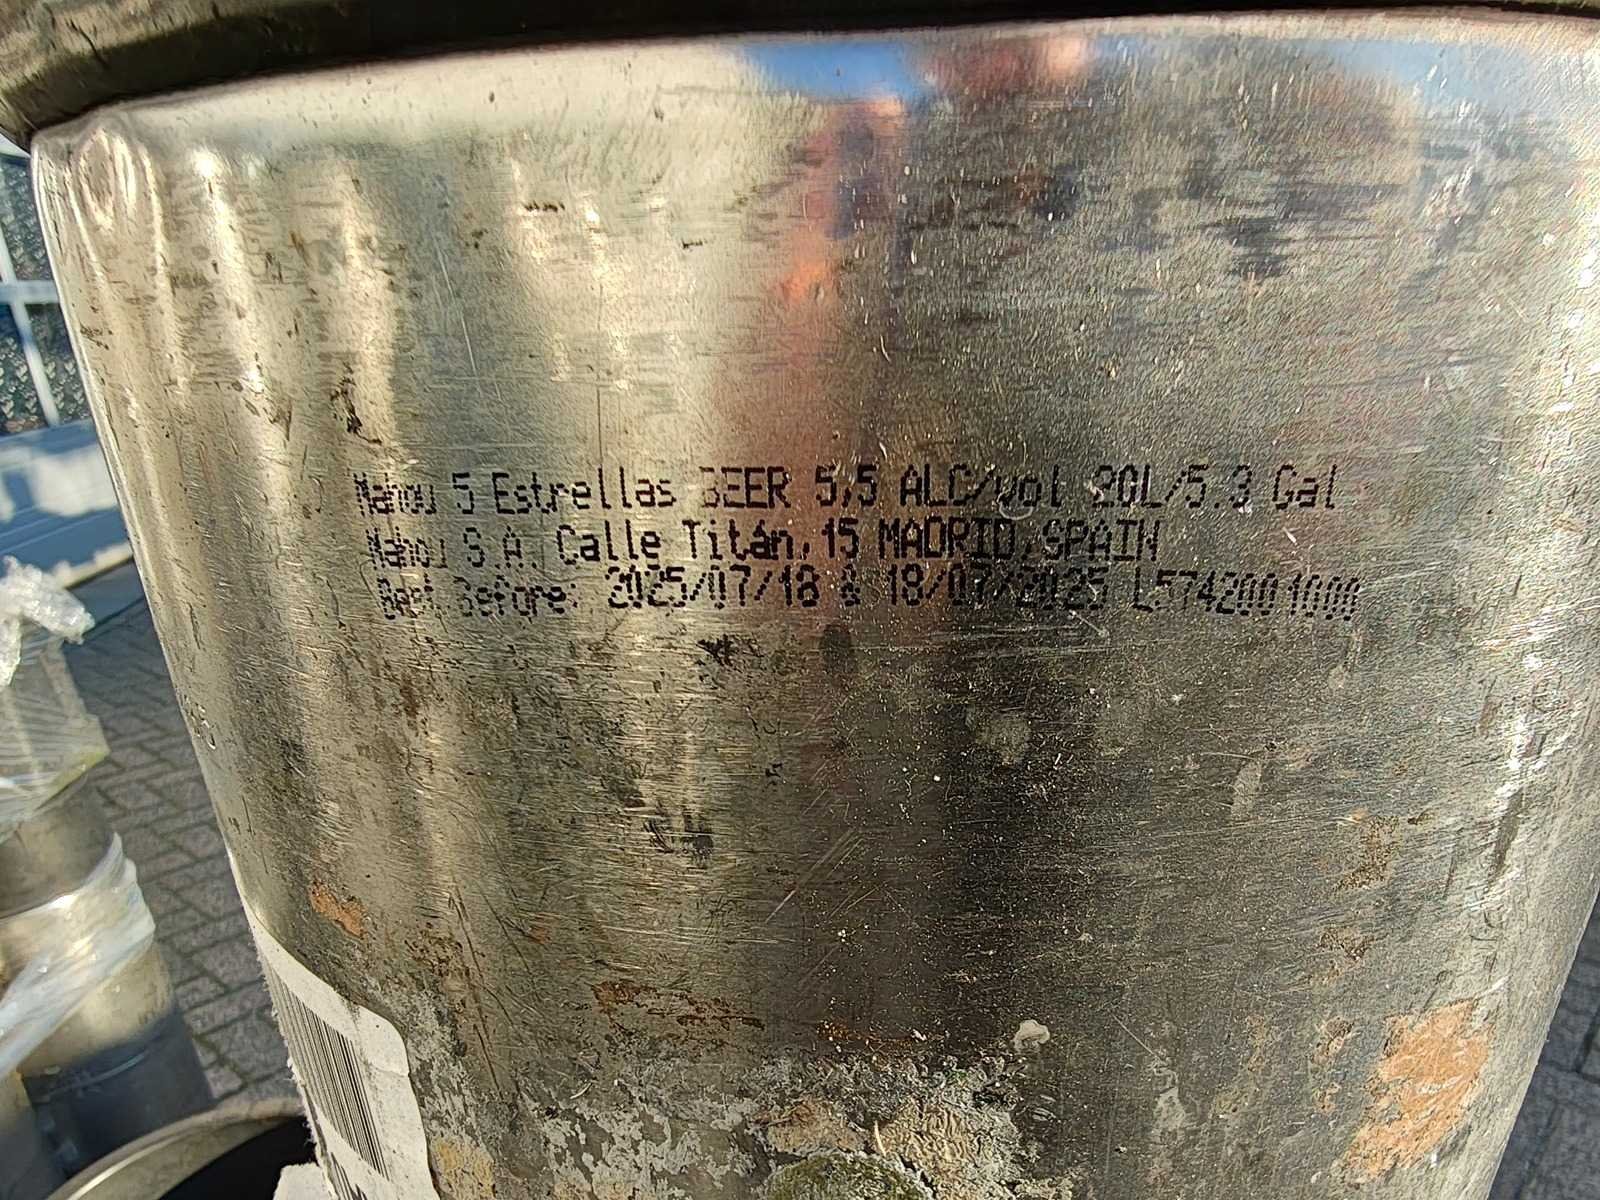 Mahou 5 Estrellas BEER 5,5 ALC/vol 20L/5.3 Gal
Mahou S.A. Calle Titán, 15 MADRID, SPAIN
Best Before: 2025/07/18 & 18/07/2025 L5742001000